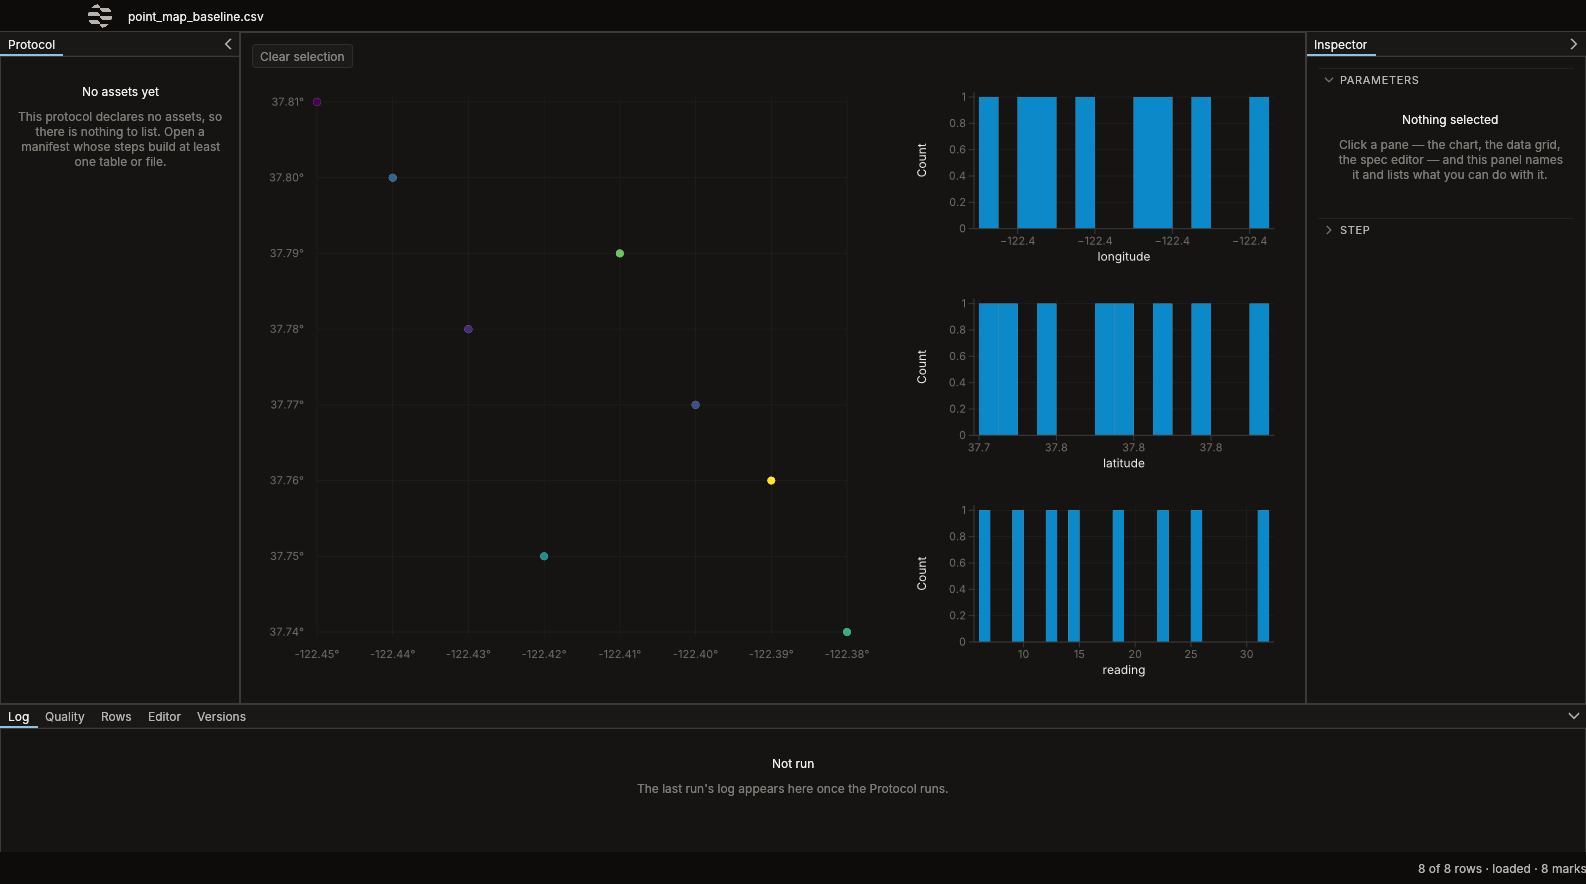 point_map_baseline.csv
Protocol
No assets yet
This protocol declares no assets, so
there is nothing to list. Open a
manifest whose steps build at least
one table or file.
Clear selection
37.81°
37.80°
37.79°
37.78°
37.77°
37.76°
37.75°
37.74°
-122.45°
-122.44°
-122.43°
-122.42°
-122.41°
-122.40°
-122.39°
-122.38°
Count
1
0.8
0.6
0.4
0.2
0
−122.4
−122.4
−122.4
−122.4
longitude
Count
1
0.8
0.6
0.4
0.2
0
37.7
37.8
37.8
37.8
latitude
Count
1
0.8
0.6
0.4
0.2
0
10
15
20
25
30
reading
Inspector
PARAMETERS
Nothing selected
Click a pane — the chart, the data grid,
the spec editor — and this panel names
it and lists what you can do with it.
STEP
Log Quality Rows Editor Versions
Not run
The last run's log appears here once the Protocol runs.
8 of 8 rows · loaded · 8 marks